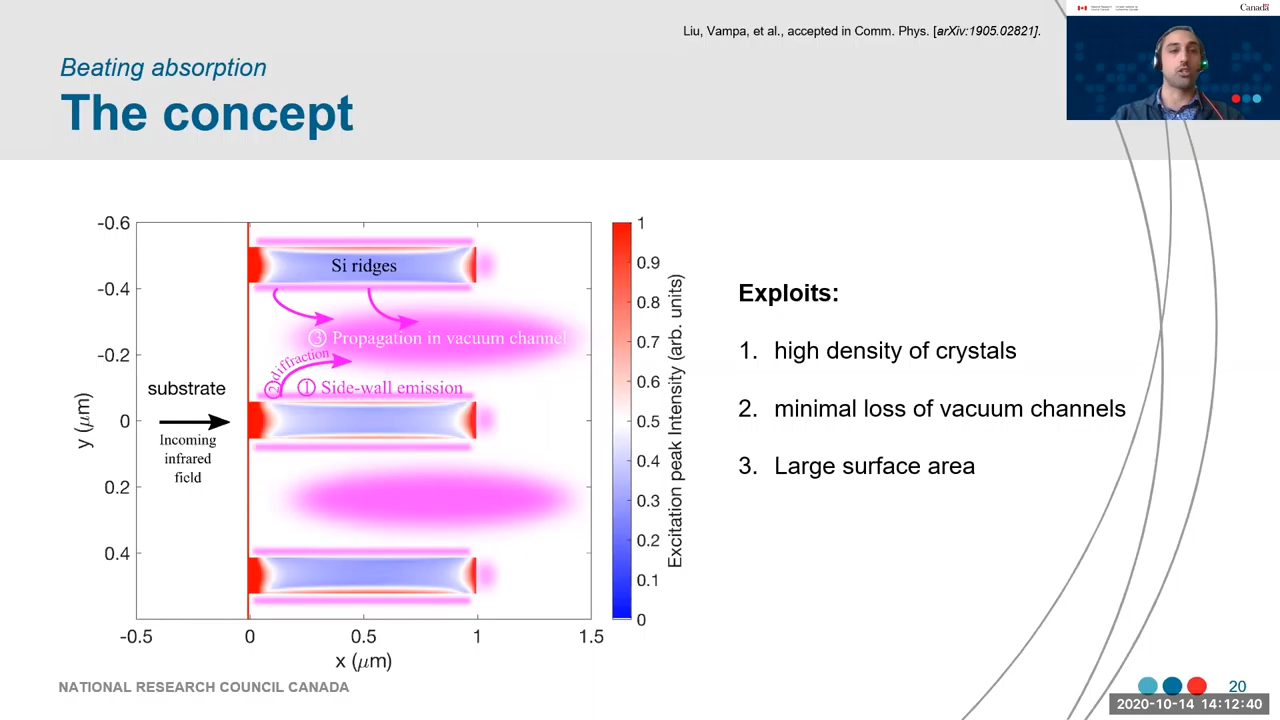 Liu, Vampa, et al., accepted in Comm. Phys. [arXiv:1905.02821].
Canada
Beating absorption
The concept
-0.6
-0.4
-0.2
0
0.2
0.4
y (μm)
-0.5
0
0.5
1
1.5
x (μm)
substrate
Incoming
infrared
field
Si ridges
③ Propagation in vacuum channel
② diffraction
① Side-wall emission
1
0.9
0.8
0.7
0.6
0.5
0.4
0.3
0.2
0.1
0
Excitation peak Intensity (arb. units)
Exploits:
1. high density of crystals
2. minimal loss of vacuum channels
3. Large surface area
NATIONAL RESEARCH COUNCIL CANADA
20
2020-10-14 14:12:40